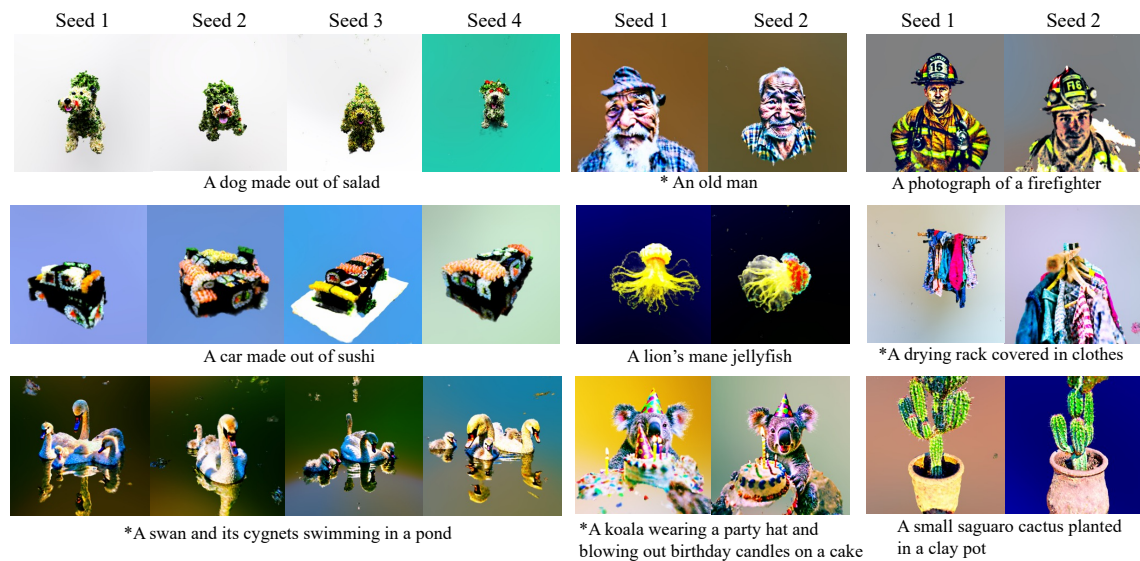 Seed 1 Seed 2 Seed 3 Seed 4 Seed 1 Seed 2 Seed 1 Seed 2
16
F16
A dog made out of salad
* An old man
A photograph of a firefighter
A car made out of sushi
A lion's mane jellyfish
*A drying rack covered in clothes
*A swan and its cygnets swimming in a pond
*A koala wearing a party hat and
blowing out birthday candles on a cake
A small saguaro cactus planted
in a clay pot